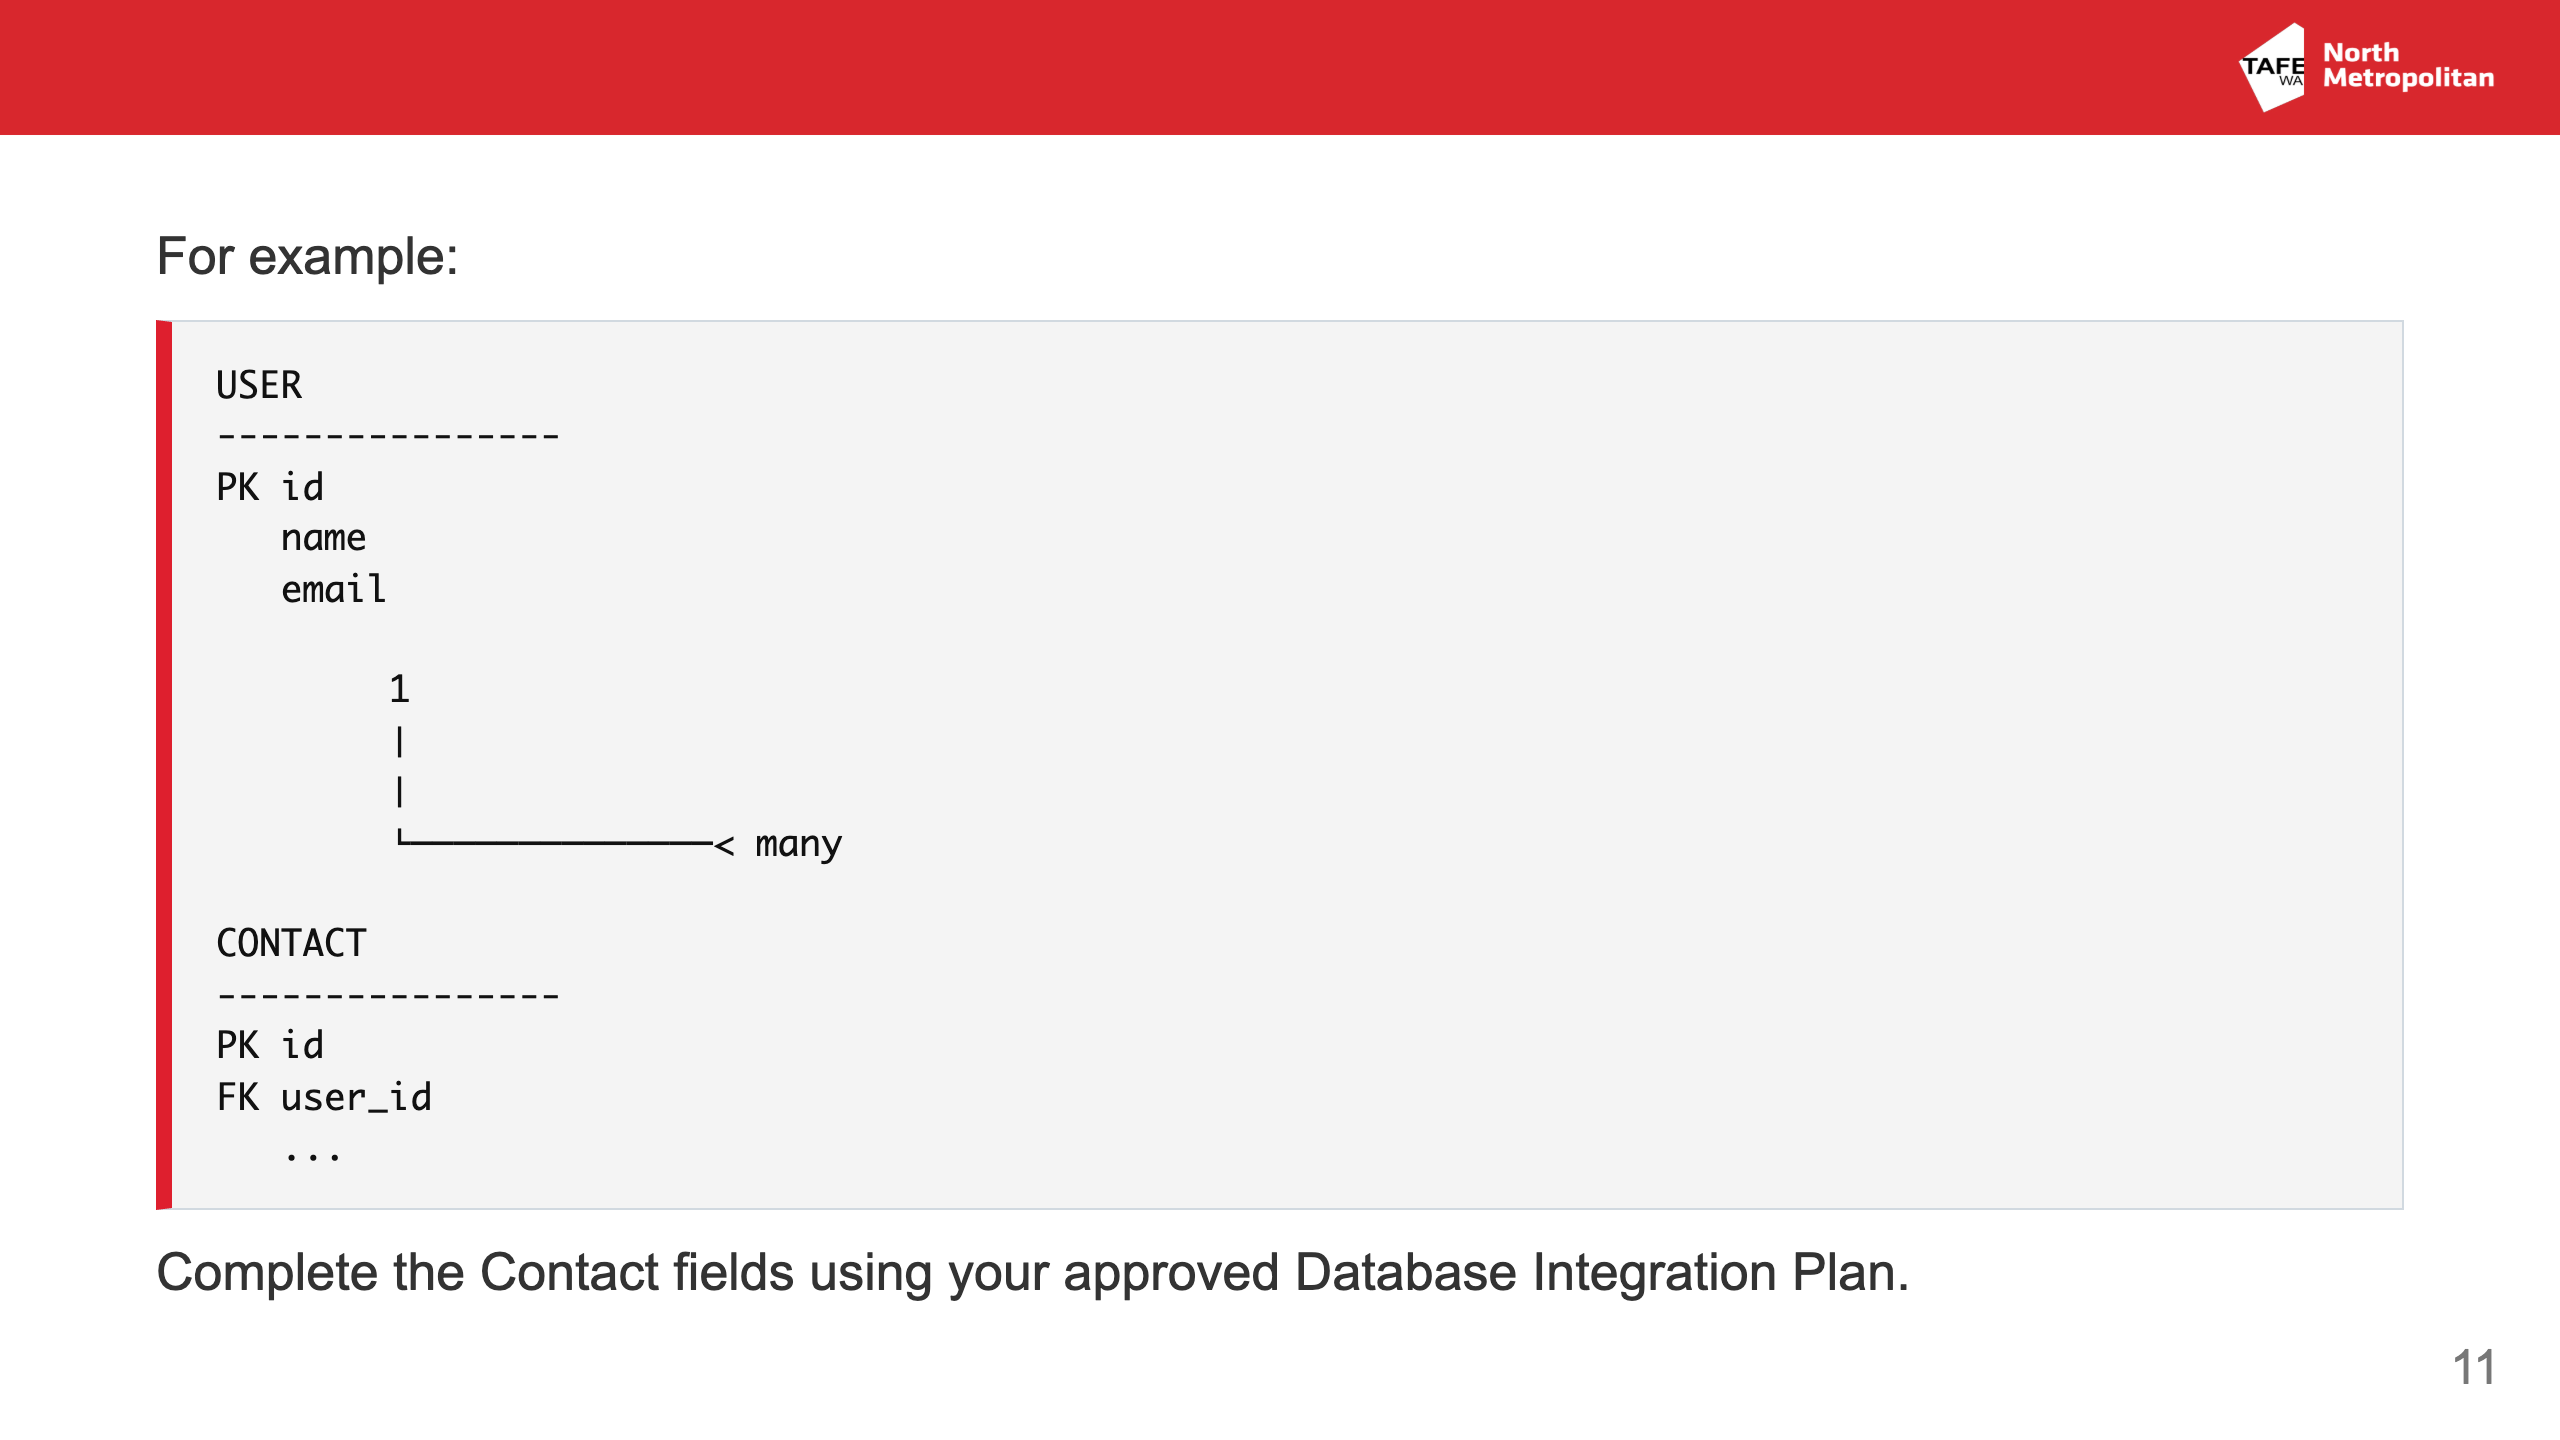 TAFE
WA
North
Metropolitan
For example:
USER
----------------
PK id
   name
   email
        1
        |
        |
        └──────────────< many
CONTACT
----------------
PK id
FK user_id
   ...
Complete the Contact fields using your approved Database Integration Plan.
11